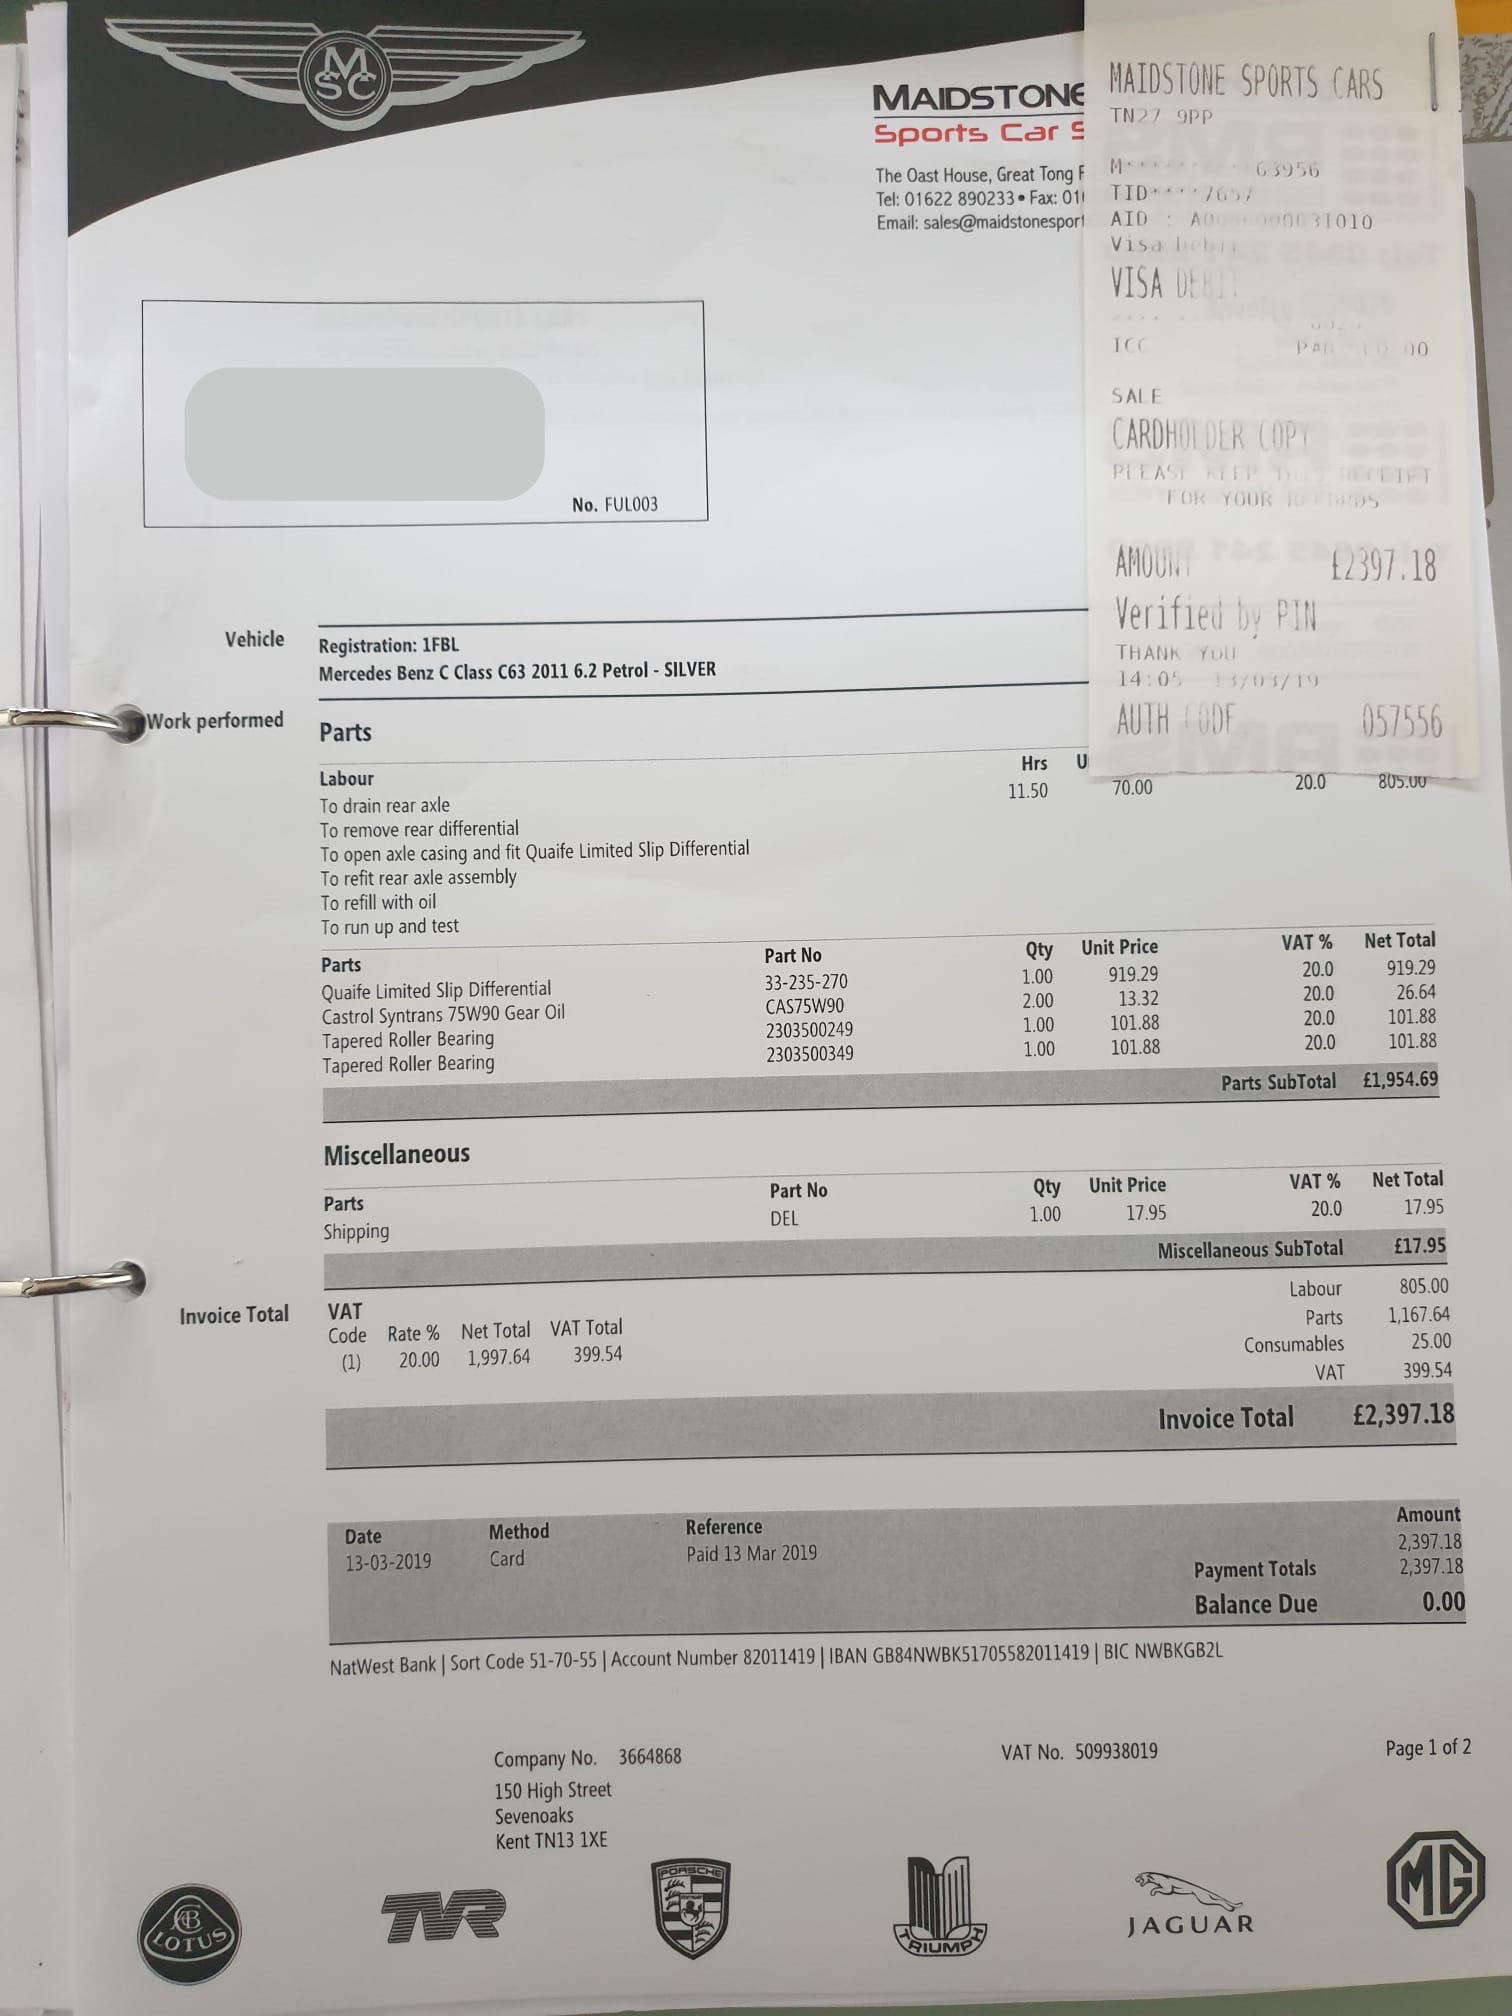 MSC
MAIDSTONE
Sports Car S
The Oast House, Great Tong F
Tel: 01622 890233 • Fax: 01
Email: sales@maidstonesport
MAIDSTONE SPORTS CARS
TN27 9PP
63956
TID****7657
AID : A0000000031010
Visa Debit
VISA DEBIT
ICC
SALE
CARDHOLDER COPY
PLEASE KEEP THIS RECEIPT
FOR YOUR RECORDS
AMOUNT £2397.18
Verified by PIN
THANK YOU
14:05 13/03/19
AUTH CODE 057556
No. FUL003
Vehicle
Registration: 1FBL
Mercedes Benz C Class C63 2011 6.2 Petrol - SILVER
Work performed
Parts
Labour Hrs U
To drain rear axle 11.50 70.00 20.0 805.00
To remove rear differential
To open axle casing and fit Quaife Limited Slip Differential
To refit rear axle assembly
To refill with oil
To run up and test
Parts Part No Qty Unit Price VAT % Net Total
Quaife Limited Slip Differential 33-235-270 1.00 919.29 20.0 919.29
Castrol Syntrans 75W90 Gear Oil CAS75W90 2.00 13.32 20.0 26.64
Tapered Roller Bearing 2303500249 1.00 101.88 20.0 101.88
Tapered Roller Bearing 2303500349 1.00 101.88 20.0 101.88
Parts SubTotal £1,954.69
Miscellaneous
Parts Part No Qty Unit Price VAT % Net Total
Shipping DEL 1.00 17.95 20.0 17.95
Miscellaneous SubTotal £17.95
Invoice Total
VAT
Code Rate % Net Total VAT Total
(1) 20.00 1,997.64 399.54
Labour 805.00
Parts 1,167.64
Consumables 25.00
VAT 399.54
Invoice Total £2,397.18
Date Method Reference Amount
13-03-2019 Card Paid 13 Mar 2019 2,397.18
Payment Totals 2,397.18
Balance Due 0.00
NatWest Bank | Sort Code 51-70-55 | Account Number 82011419 | IBAN GB84NWBK51705582011419 | BIC NWBKGB2L
Company No. 3664868
150 High Street
Sevenoaks
Kent TN13 1XE
VAT No. 509938019
Page 1 of 2
LOTUS
TVR
PORSCHE
TRIUMPH
JAGUAR
MG